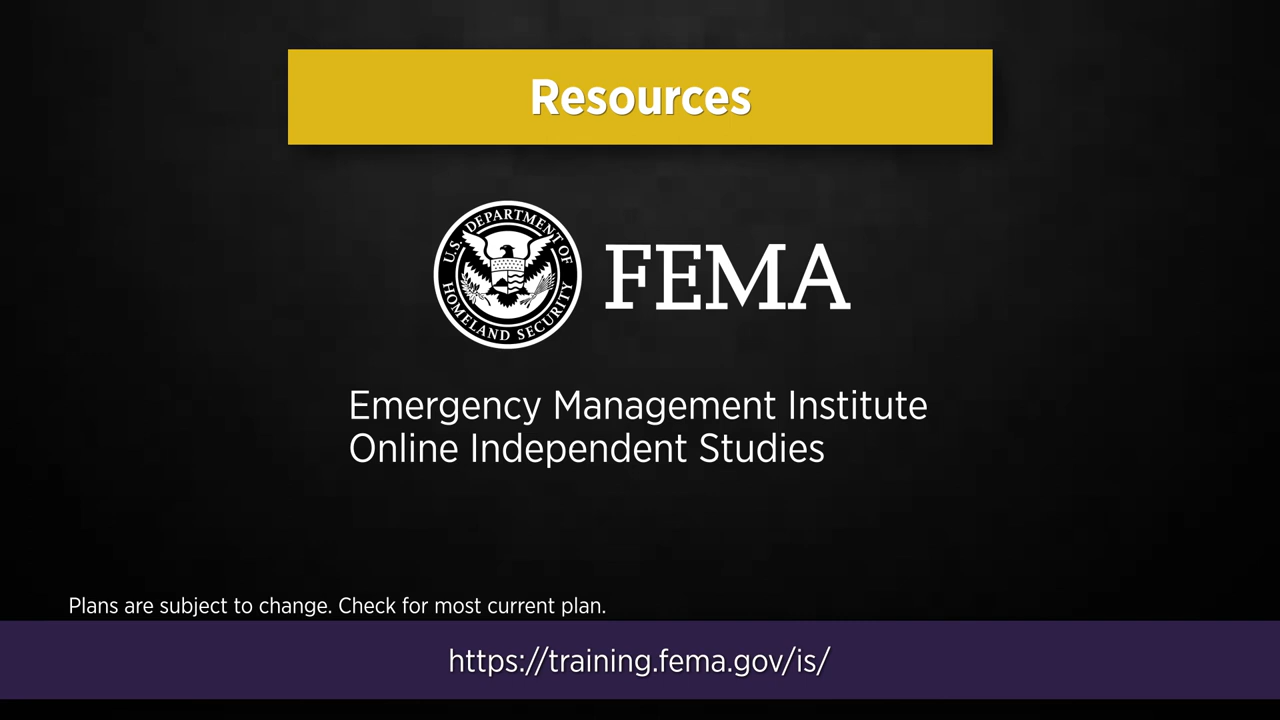 Resources
U.S. DEPARTMENT OF
HOMELAND SECURITY
FEMA
Emergency Management Institute
Online Independent Studies
Plans are subject to change. Check for most current plan.
https://training.fema.gov/is/